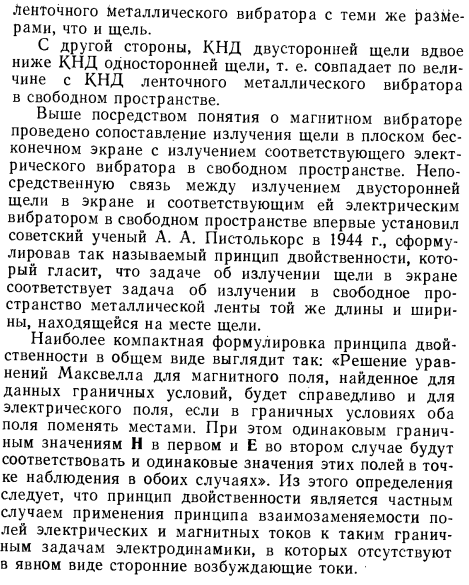 ленточного металлического вибратора с теми же разме-
рами, что и щель.
С другой стороны, КНД двусторонней щели вдвое
ниже КНД односторонней щели, т. е. совпадает по вели-
чине с КНД ленточного металлического вибратора
в свободном пространстве.
Выше посредством понятия о магнитном вибраторе
проведено сопоставление излучения щели в плоском бес-
конечном экране с излучением соответствующего элект-
рического вибратора в свободном пространстве. Непо-
средственную связь между излучением двусторонней
щели в экране и соответствующим ей электрическим
вибратором в свободном пространстве впервые установил
советский ученый А. А. Пистолькорс в 1944 г., сформу-
лировав так называемый принцип двойственности, кото-
рый гласит, что задаче об излучении щели в экране
соответствует задача об излучении в свободное про-
странство металлической ленты той же длины и шири-
ны, находящейся на месте щели.
Наиболее компактная формулировка принципа двой-
ственности в общем виде выглядит так: «Решение урав-
нений Максвелла для магнитного поля, найденное для
данных граничных условий, будет справедливо и для
электрического поля, если в граничных условиях оба
поля поменять местами. При этом одинаковым гранич-
ным значениям H в первом и E во втором случае будут
соответствовать и одинаковые значения этих полей в точ-
ке наблюдения в обоих случаях». Из этого определения
следует, что принцип двойственности является частным
случаем применения принципа взаимозаменяемости по-
лей электрических и магнитных токов к таким гранич-
ным задачам электродинамики, в которых отсутствуют
в явном виде сторонние возбуждающие токи.